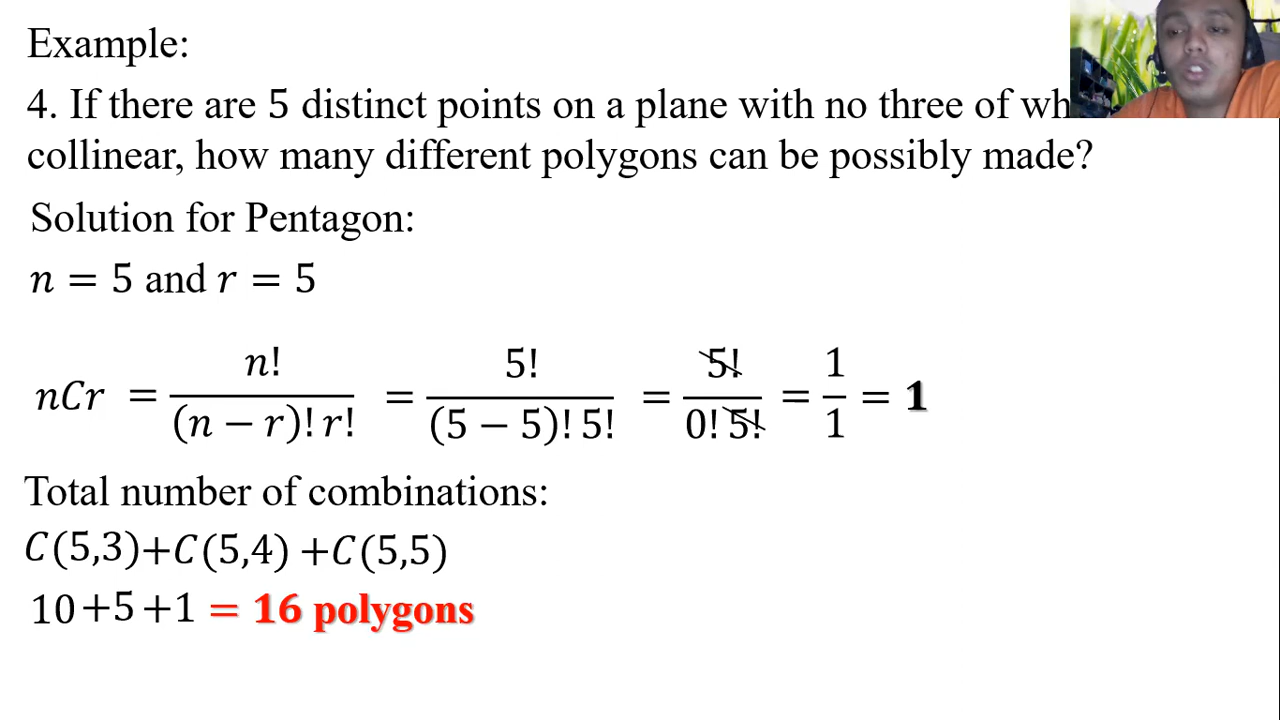 Example:
4. If there are 5 distinct points on a plane with no three of
collinear, how many different polygons can be possibly made?
Solution for Pentagon:
n = 5 and r = 5
nCr = n!/((n − r)! r!) = 5!/((5 − 5)! 5!) = 5!/(0! 5!) = 1/1 = 1
Total number of combinations:
C(5,3)+C(5,4) +C(5,5)
10+5+1 = 16 polygons